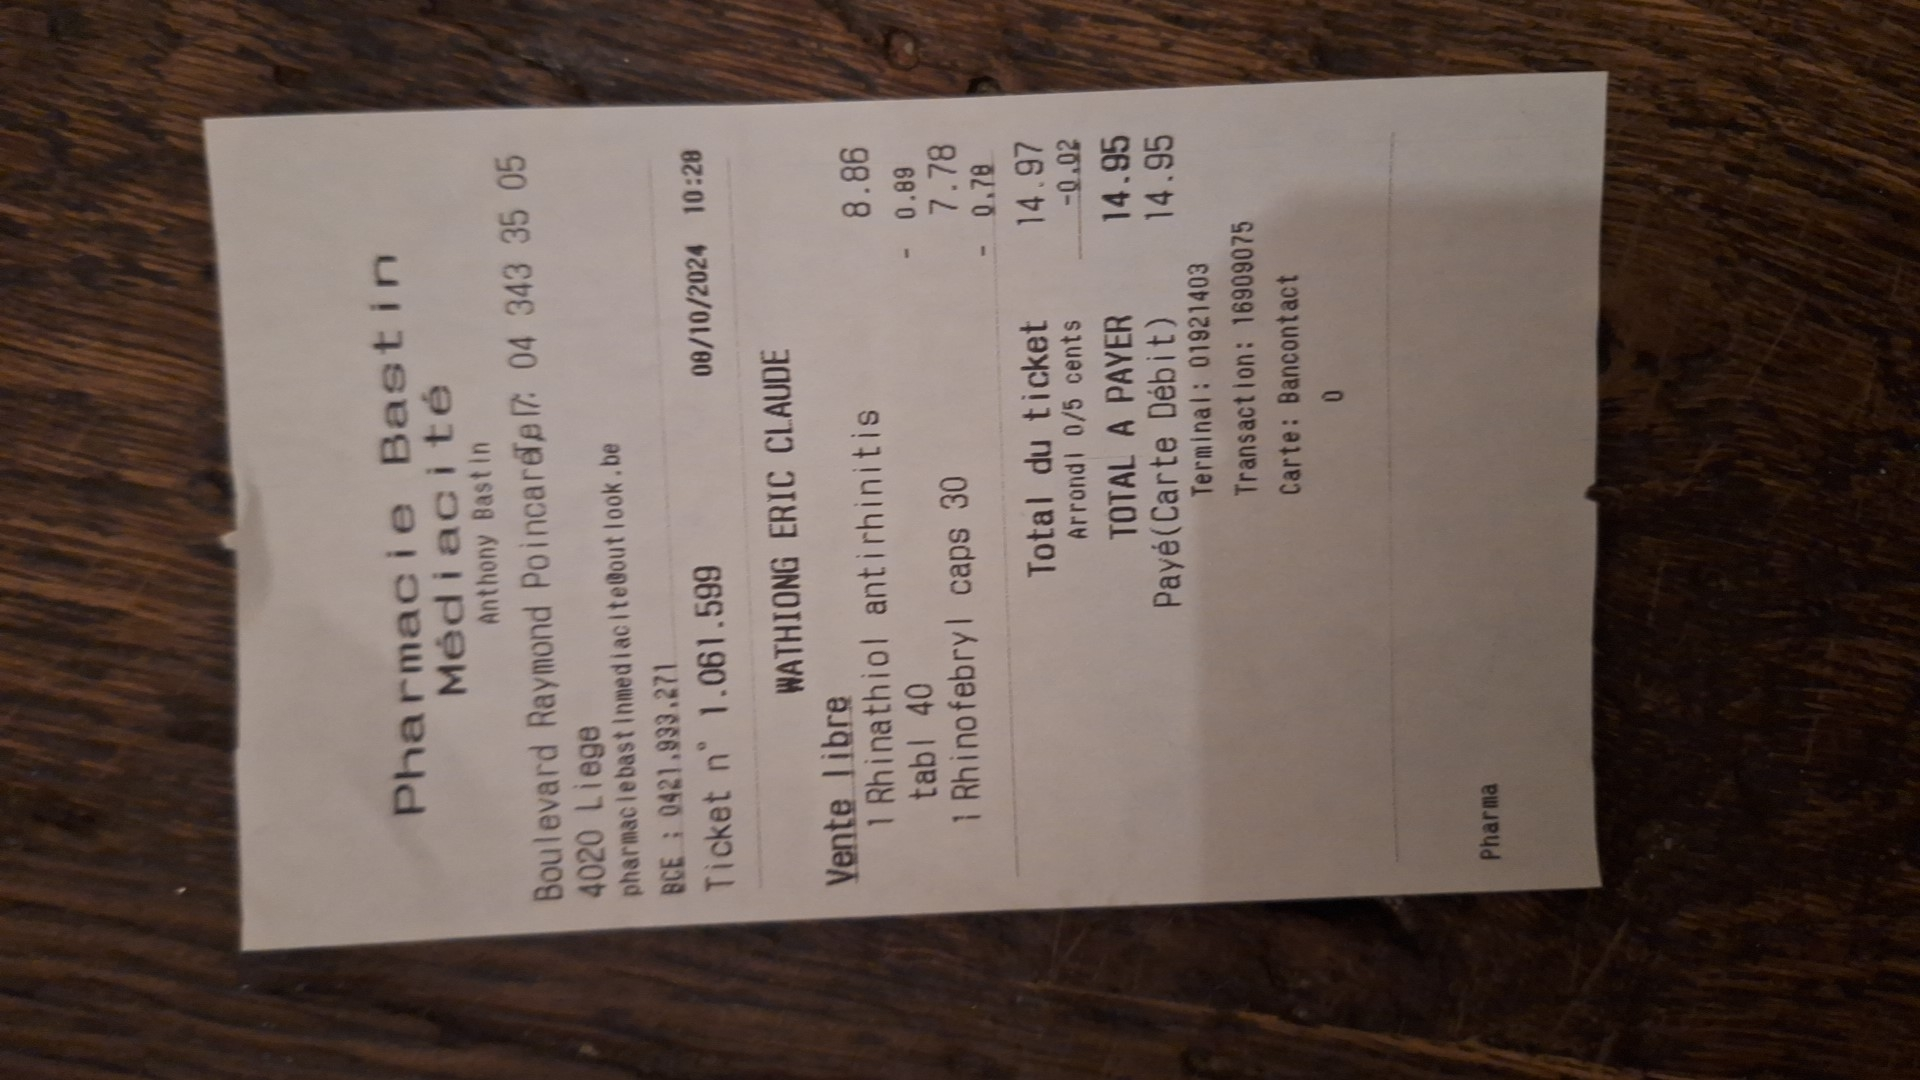 Pharmacie Bastin
Médiacité
Anthony Bastin
Boulevard Raymond Poincaré, 7 Tel: 04 343 35 05
4020 Liege
pharmaciebastinmediacite@outlook.be
BCE : 0421.933.271
Ticket n° 1.061.599 08/10/2024 10:28
WATHIONG ERIC CLAUDE
Vente libre
1 Rhinathiol antirhinitis 8.86
tabl 40 - 0.89
1 Rhinofebryl caps 30 7.78
- 0.78
Total du ticket 14.97
Arrondi 0/5 cents -0.02
TOTAL A PAYER 14.95
Payé(Carte Débit) 14.95
Terminal: 01921403
Transaction: 16909075
Carte: Bancontact
0
Pharma